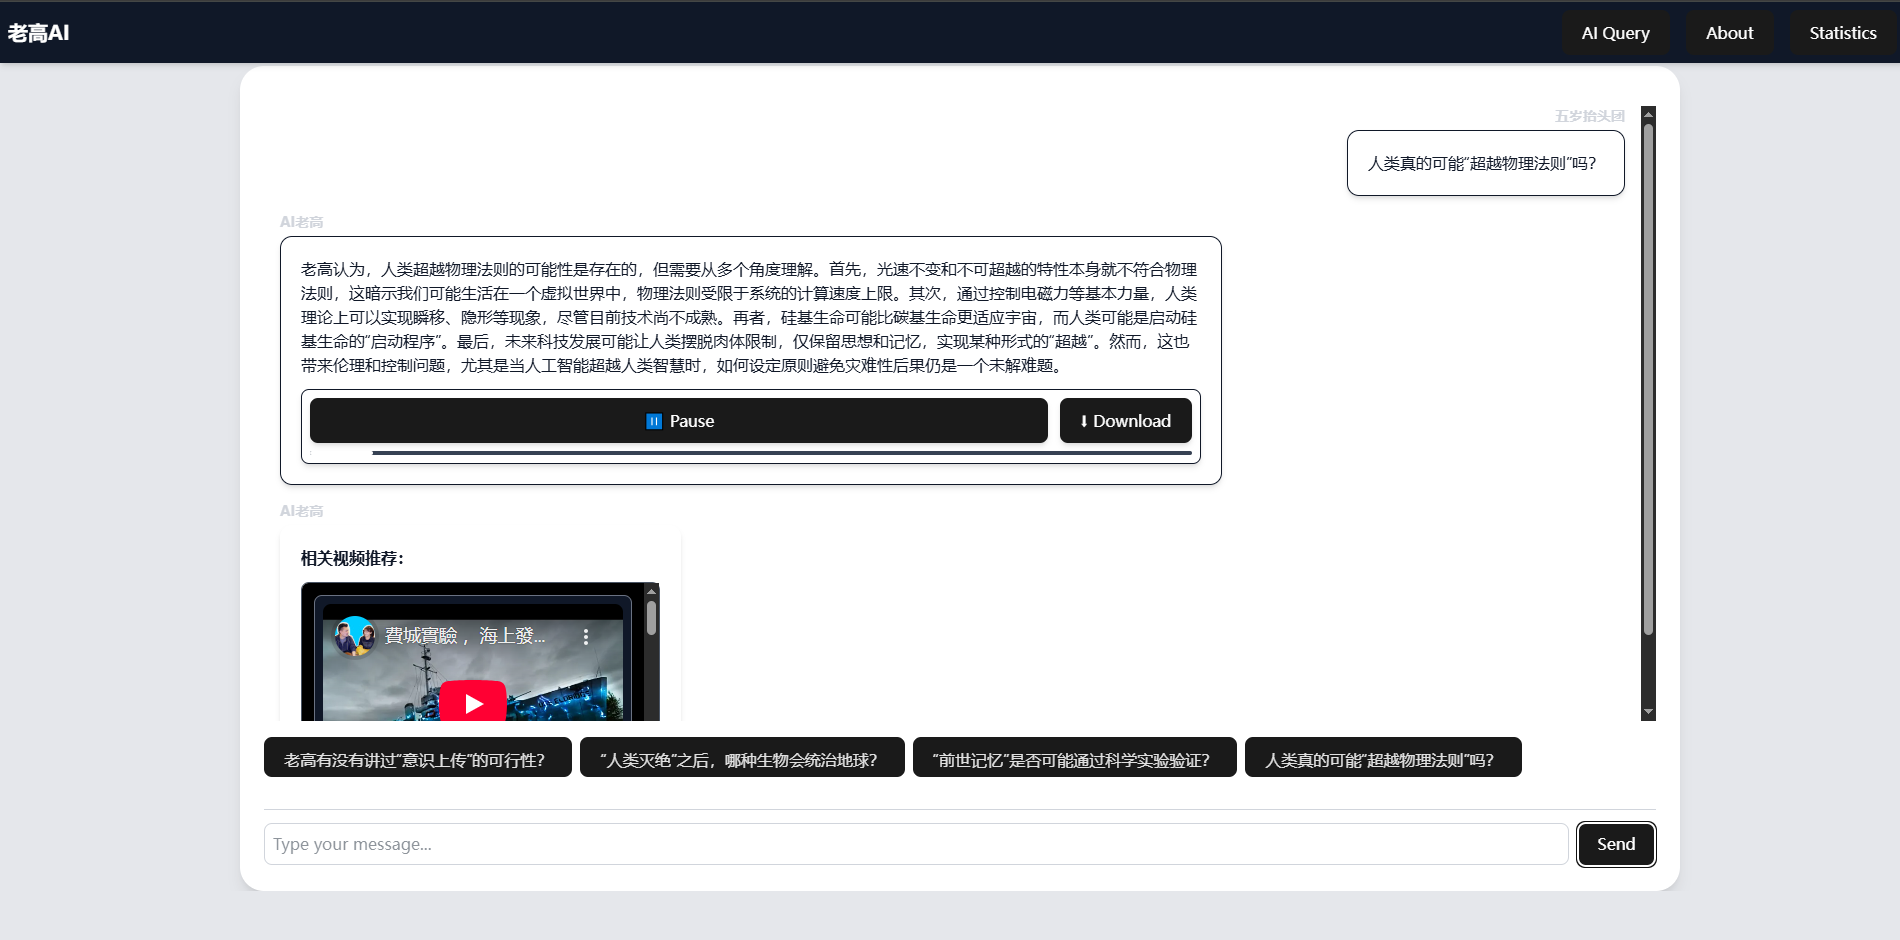 老高AI
AI Query
About
Statistics
五岁抬头团
人类真的可能“超越物理法则”吗？
AI老高
老高认为，人类超越物理法则的可能性是存在的，但需要从多个角度理解。首先，光速不变和不可超越的特性本身就不符合物理
法则，这暗示我们可能生活在一个虚拟世界中，物理法则受限于系统的计算速度上限。其次，通过控制电磁力等基本力量，人类
理论上可以实现瞬移、隐形等现象，尽管目前技术尚不成熟。再者，硅基生命可能比碳基生命更适应宇宙，而人类可能是启动硅
基生命的“启动程序”。最后，未来科技发展可能让人类摆脱肉体限制，仅保留思想和记忆，实现某种形式的“超越”。然而，这也
带来伦理和控制问题，尤其是当人工智能超越人类智慧时，如何设定原则避免灾难性后果仍是一个未解难题。
⏸ Pause
⬇ Download
AI老高
相关视频推荐：
費城實驗 ，海上發...
老高有没有讲过“意识上传”的可行性？
“人类灭绝”之后，哪种生物会统治地球？
“前世记忆”是否可能通过科学实验验证？
人类真的可能“超越物理法则”吗？
Type your message...
Send